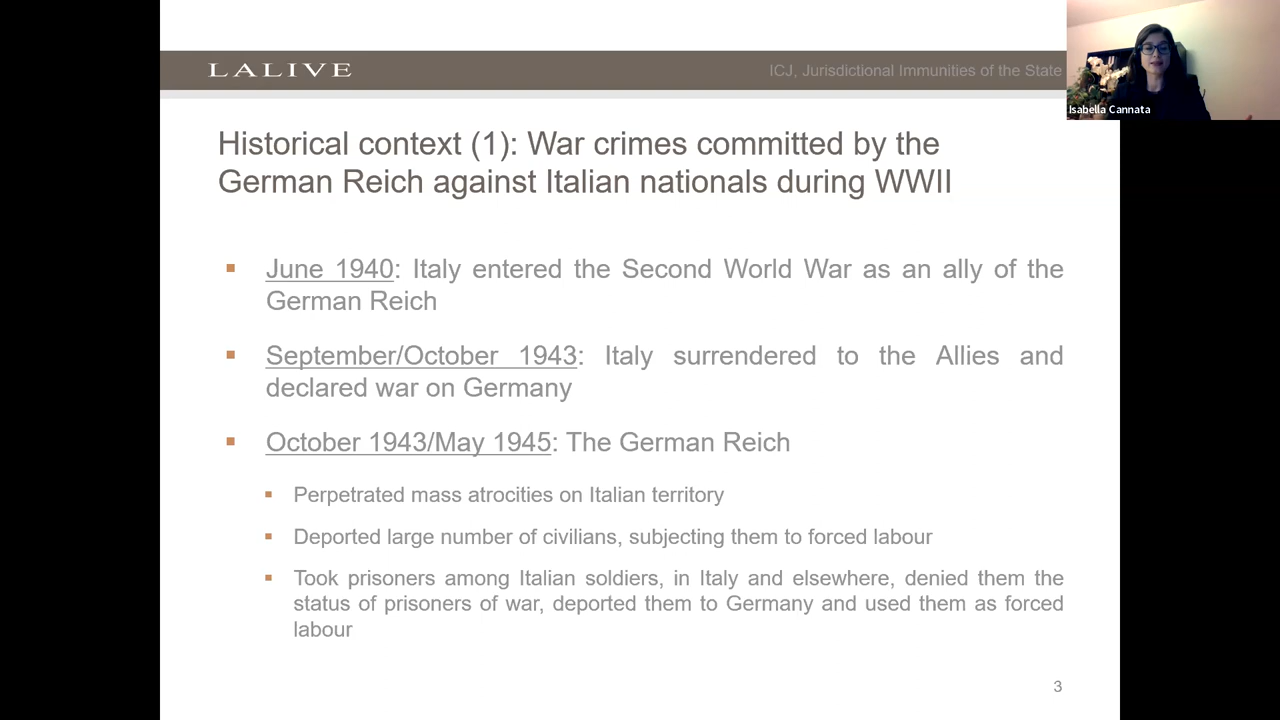 LALIVE
ICJ, Jurisdictional Immunities of the State
Isabella Cannata
Historical context (1): War crimes committed by the
German Reich against Italian nationals during WWII
▪ June 1940: Italy entered the Second World War as an ally of the
German Reich
▪ September/October 1943: Italy surrendered to the Allies and
declared war on Germany
▪ October 1943/May 1945: The German Reich
▪ Perpetrated mass atrocities on Italian territory
▪ Deported large number of civilians, subjecting them to forced labour
▪ Took prisoners among Italian soldiers, in Italy and elsewhere, denied them the
status of prisoners of war, deported them to Germany and used them as forced
labour
3